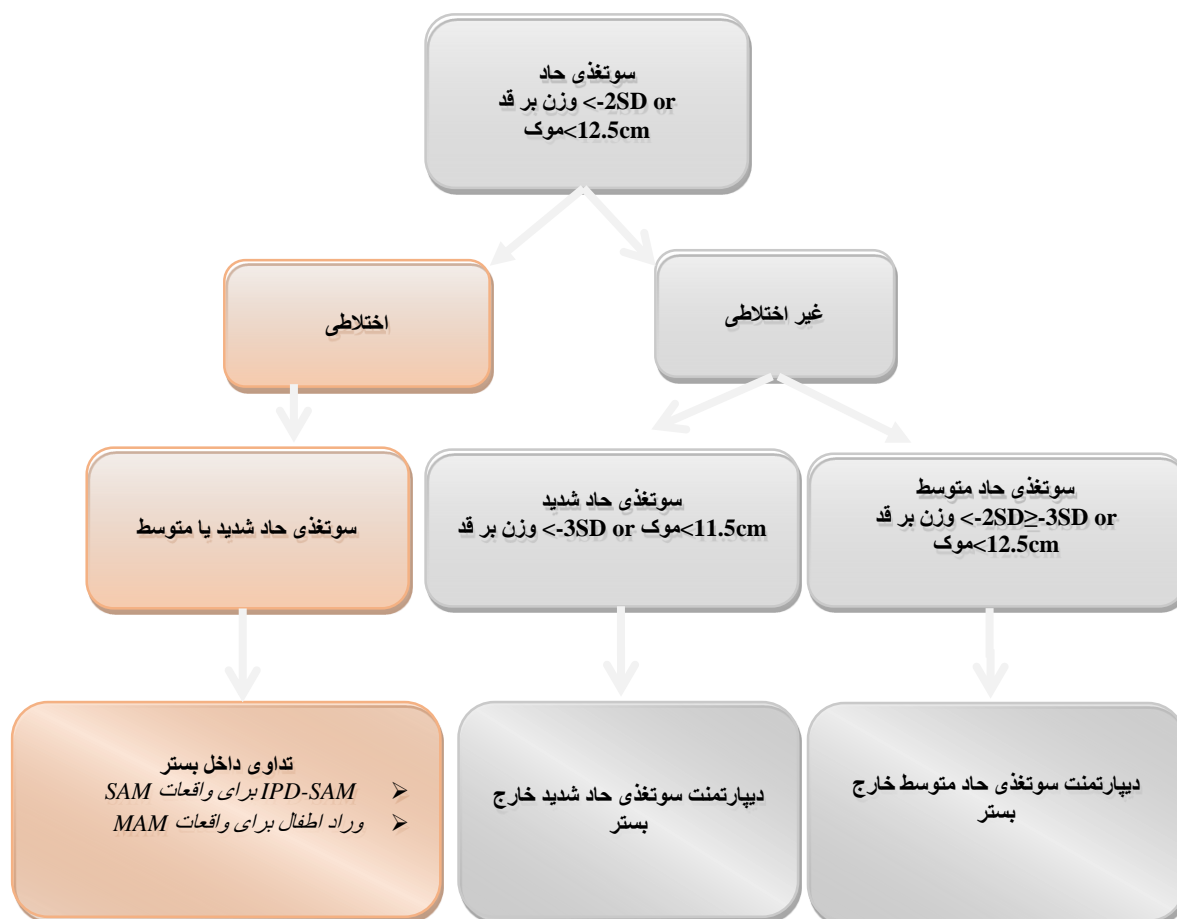 سوتغذی حاد
وزن بر قد <-2SD or
موک<12.5cm
اختلاطی
غیر اختلاطی
سوتغذی حاد شدید یا متوسط
سوتغذی حاد شدید
وزن بر قد <-3SD or موک<11.5cm
سوتغذی حاد متوسط
وزن بر قد <-2SD≥-3SD or
موک<12.5cm
تداوی داخل بستر
➢ IPD-SAM برای واقعات SAM
➢ وراد اطفال برای واقعات MAM
دیپارتمنت سوتغذی حاد شدید خارج
بستر
دیپارتمنت سوتغذی حاد متوسط خارج
بستر